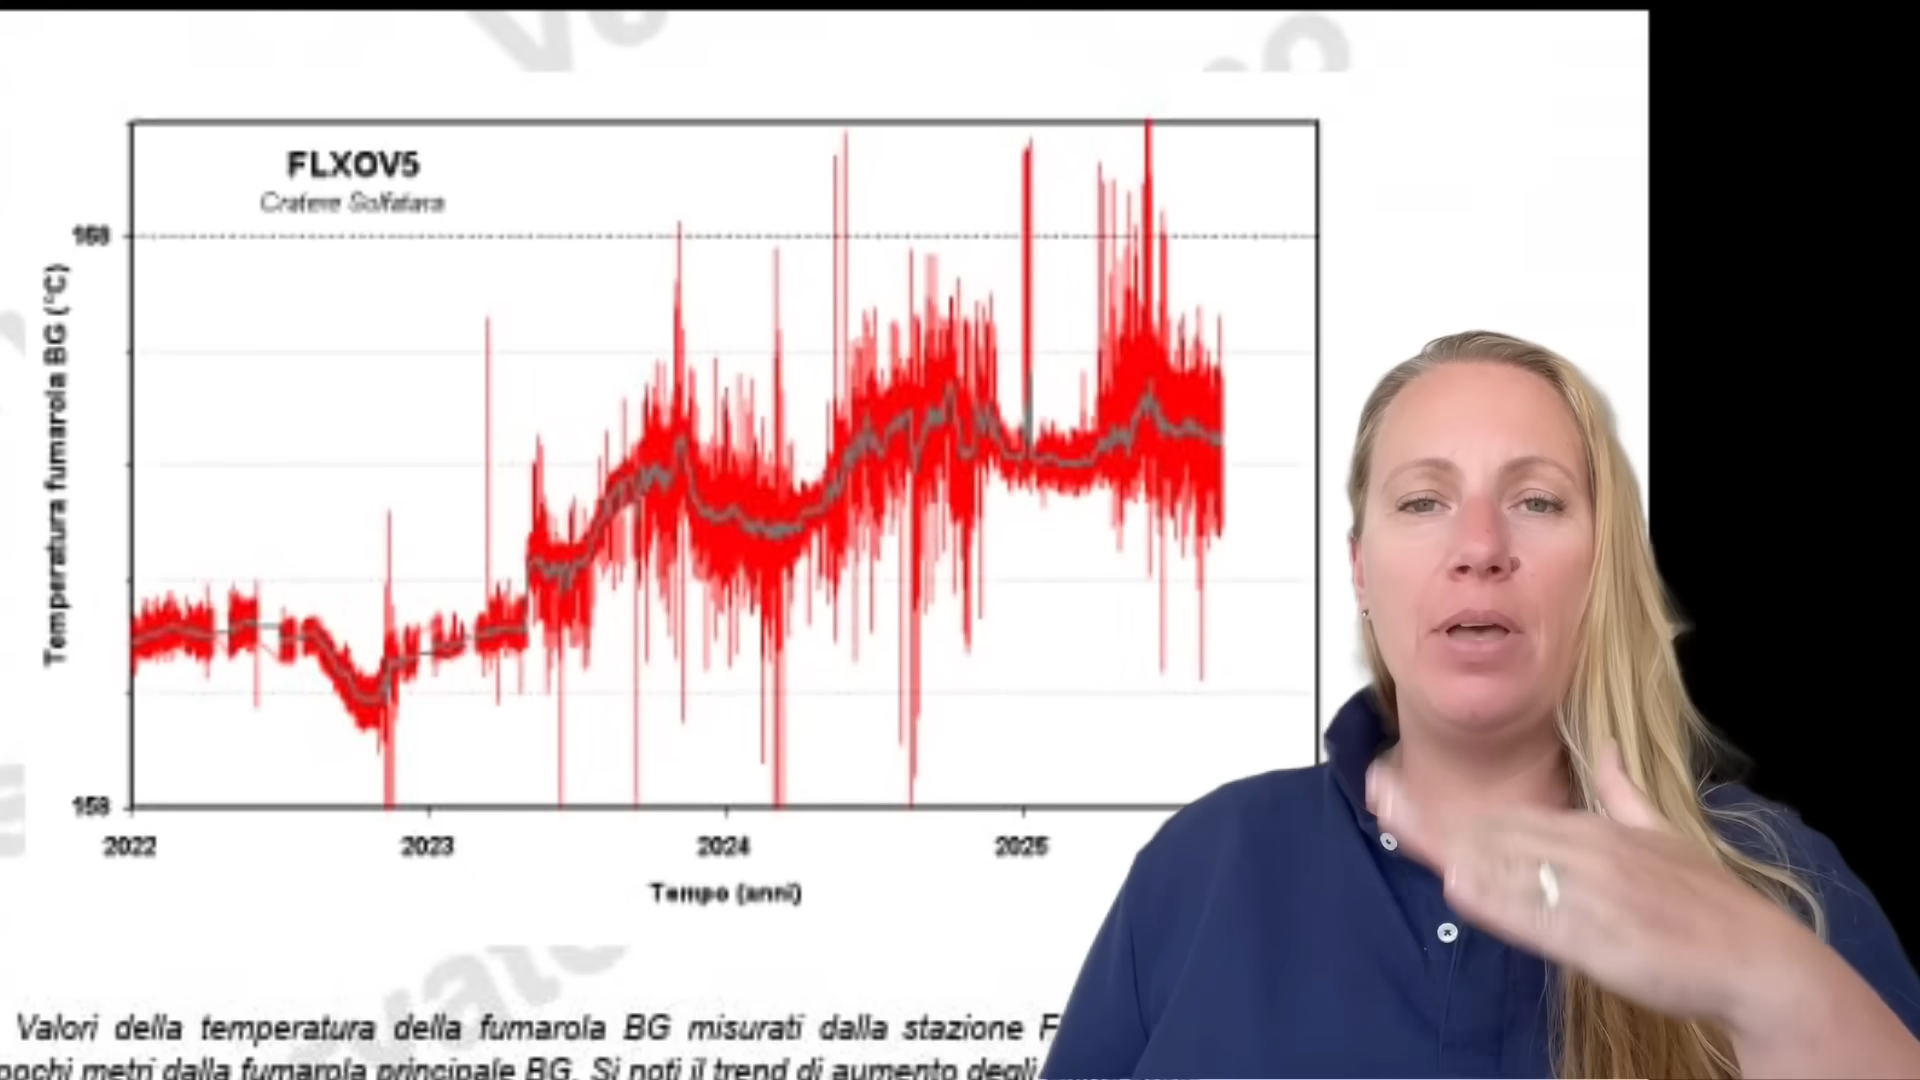 FLXOV5
Cratere Solfatara
168
Temperatura fumarola BG (°C)
158
2022 2023 2024 2025
Tempo (anni)
Valori della temperatura della fumarola BG misurati dalla stazione F
pochi metri dalla fumarola principale BG. Si noti il trend di aumento degli